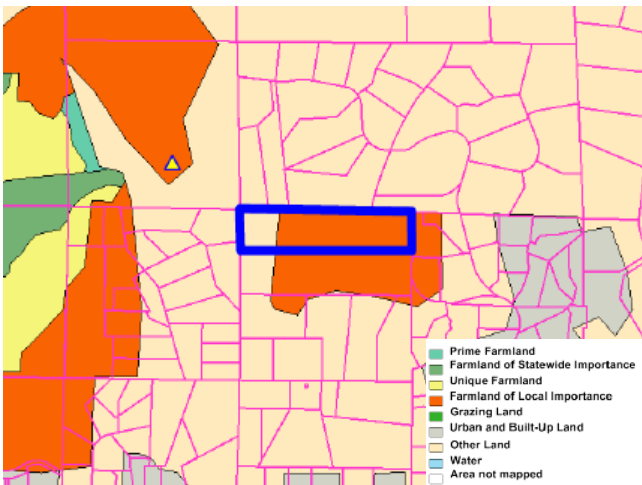 Prime Farmland
Farmland of Statewide Importance
Unique Farmland
Farmland of Local Importance
Grazing Land
Urban and Built-Up Land
Other Land
Water
Area not mapped